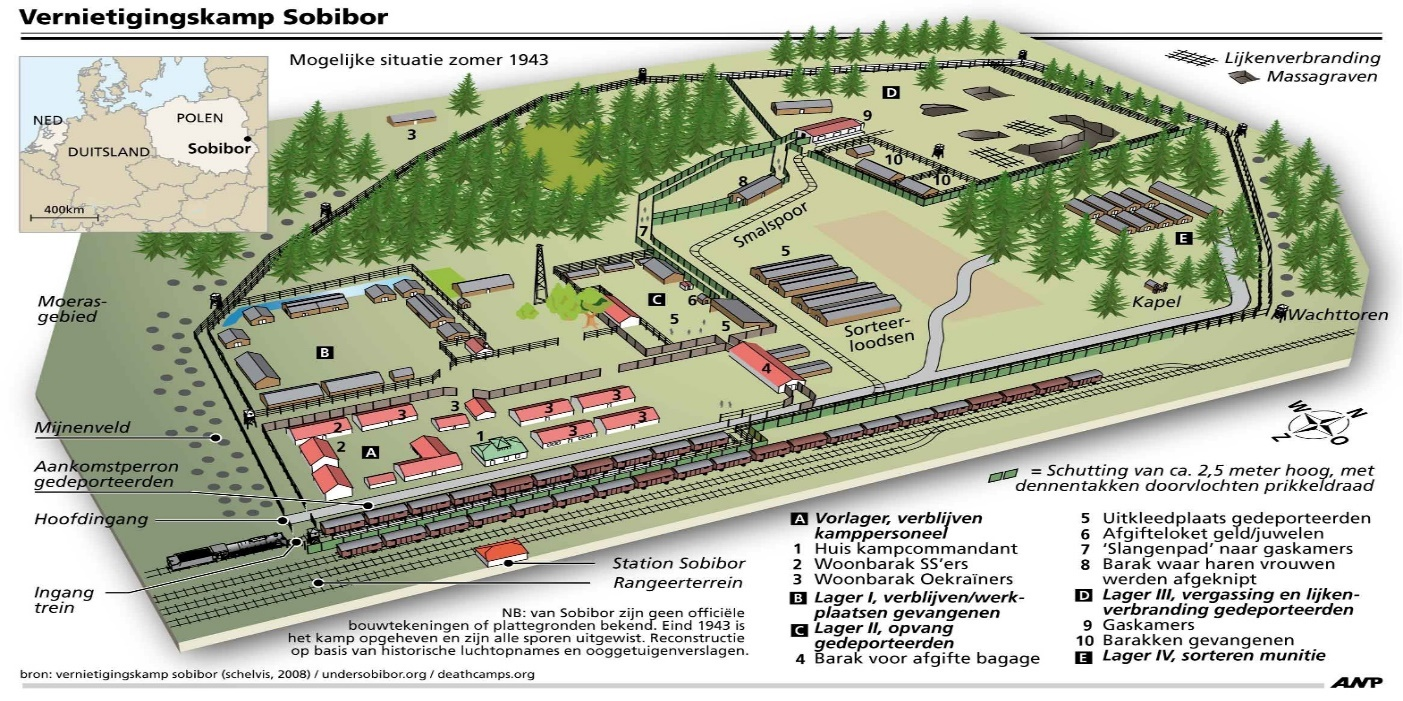 Vernietigingskamp Sobibor
Mogelijke situatie zomer 1943
NED
POLEN
DUITSLAND
Sobibor
400km
Lijkenverbranding
Massagraven
3
D
9
10
10
8
7
Smalspoor
5
E
Kapel
Wachttoren
C
6
5
5
Sorteer-
loodsen
4
Moeras-
gebied
B
Mijnenveld
2
3
3
3
3
3
3
2
A
1
Aankomstperron
gedeporteerden
Hoofdingang
Ingang
trein
Station Sobibor
Rangeerterrein
W
N
Z
O
= Schutting van ca. 2,5 meter hoog, met
dennentakken doorvlochten prikkeldraad
NB: van Sobibor zijn geen officiële
bouwtekeningen of plattegronden bekend. Eind 1943 is
het kamp opgeheven en zijn alle sporen uitgewist. Reconstructie
op basis van historische luchtopnames en ooggetuigenverslagen.
A Vorlager, verblijven
kamppersoneel
1 Huis kampcommandant
2 Woonbarak SS'ers
3 Woonbarak Oekraïners
B Lager I, verblijven/werk-
plaatsen gevangenen
C Lager II, opvang
gedeporteerden
4 Barak voor afgifte bagage
5 Uitkleedplaats gedeporteerden
6 Afgifteloket geld/juwelen
7 'Slangenpad' naar gaskamers
8 Barak waar haren vrouwen
werden afgeknipt
D Lager III, vergassing en lijken-
verbranding gedeporteerden
9 Gaskamers
10 Barakken gevangenen
E Lager IV, sorteren munitie
bron: vernietigingskamp sobibor (schelvis, 2008) / undersobibor.org / deathcamps.org
ANP